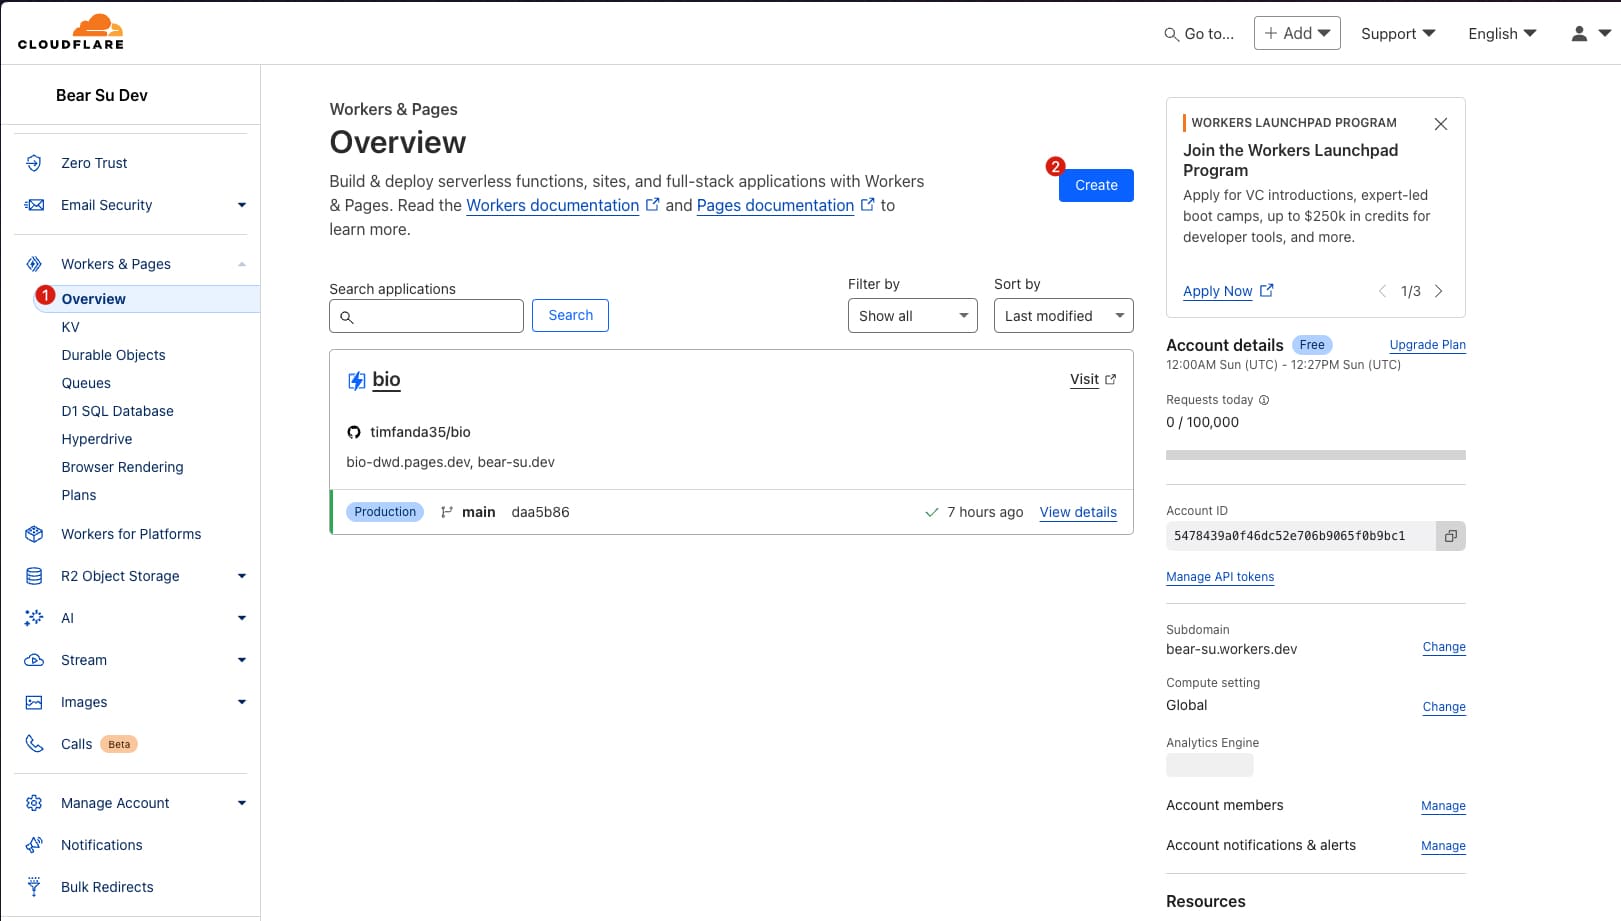 CLOUDFLARE
Go to...
+ Add
Support
English
Bear Su Dev
Zero Trust
Email Security
Workers & Pages
1
Overview
KV
Durable Objects
Queues
D1 SQL Database
Hyperdrive
Browser Rendering
Plans
Workers for Platforms
R2 Object Storage
AI
Stream
Images
Calls Beta
Manage Account
Notifications
Bulk Redirects
Workers & Pages
Overview
Build & deploy serverless functions, sites, and full-stack applications with Workers
& Pages. Read the Workers documentation and Pages documentation to
learn more.
2
Create
Search applications
Search
Filter by
Show all
Sort by
Last modified
bio
Visit
timfanda35/bio
bio-dwd.pages.dev, bear-su.dev
Production main daa5b86
7 hours ago View details
WORKERS LAUNCHPAD PROGRAM
Join the Workers Launchpad
Program
Apply for VC introductions, expert-led
boot camps, up to $250k in credits for
developer tools, and more.
Apply Now
1/3
Account details Free Upgrade Plan
12:00AM Sun (UTC) - 12:27PM Sun (UTC)
Requests today
0 / 100,000
Account ID
5478439a0f46dc52e706b9065f0b9bc1
Manage API tokens
Subdomain
bear-su.workers.dev Change
Compute setting
Global Change
Analytics Engine
Account members Manage
Account notifications & alerts Manage
Resources